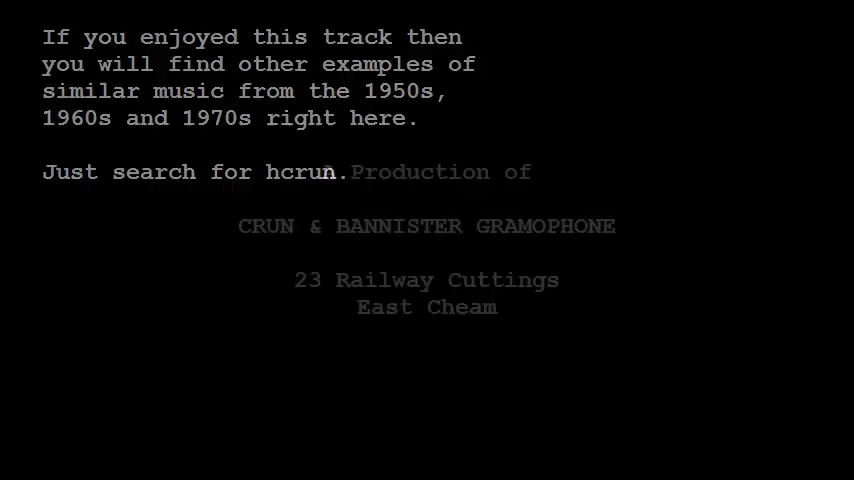 If you enjoyed this track then
you will find other examples of
similar music from the 1950s,
1960s and 1970s right here.
Just search for hcrun.
A Production of
CRUN & BANNISTER GRAMOPHONE
23 Railway Cuttings
East Cheam